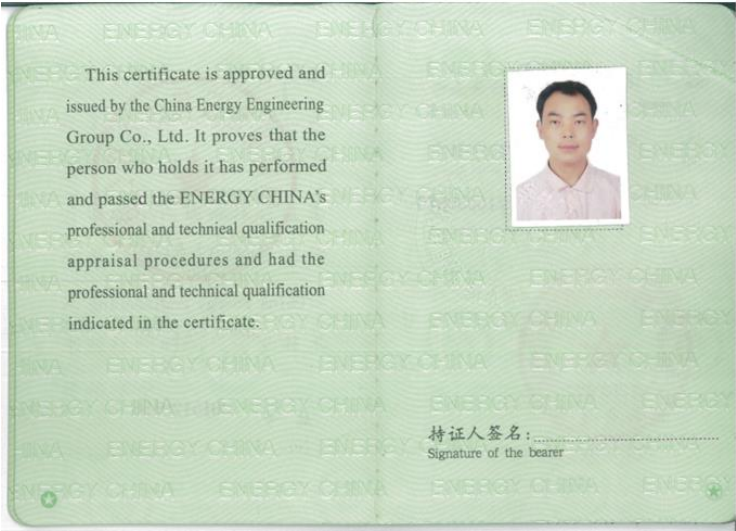 This certificate is approved and
issued by the China Energy Engineering
Group Co., Ltd. It proves that the
person who holds it has performed
and passed the ENERGY CHINA's
professional and technieal qualification
appraisal procedures and had the
professional and technical qualification
indicated in the certificate.
持证人签名:
Signature of the bearer
ENERGY CHINA